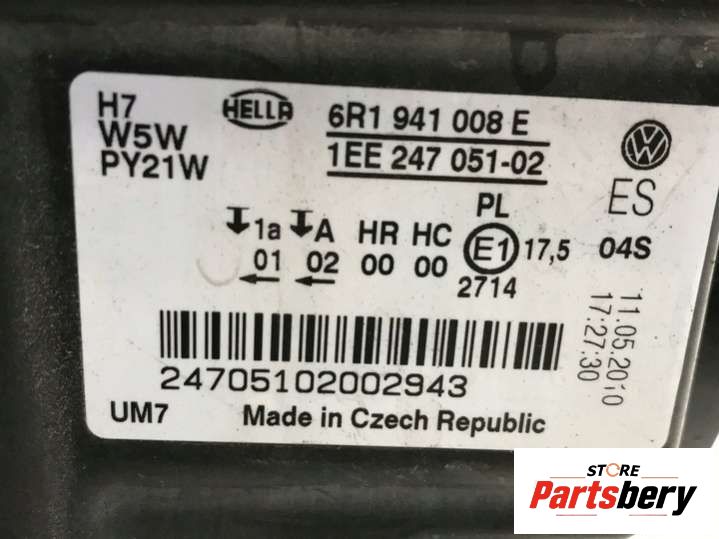 H7
W5W
PY21W
HELLA
6R1 941 008 E
1EE 247 051-02
ES
PL
1a A HR HC E1 17,5 04S
01 02 00 00
2714
11.05.2010
17:27:30
24705102002943
UM7 Made in Czech Republic
STORE
Partsbery